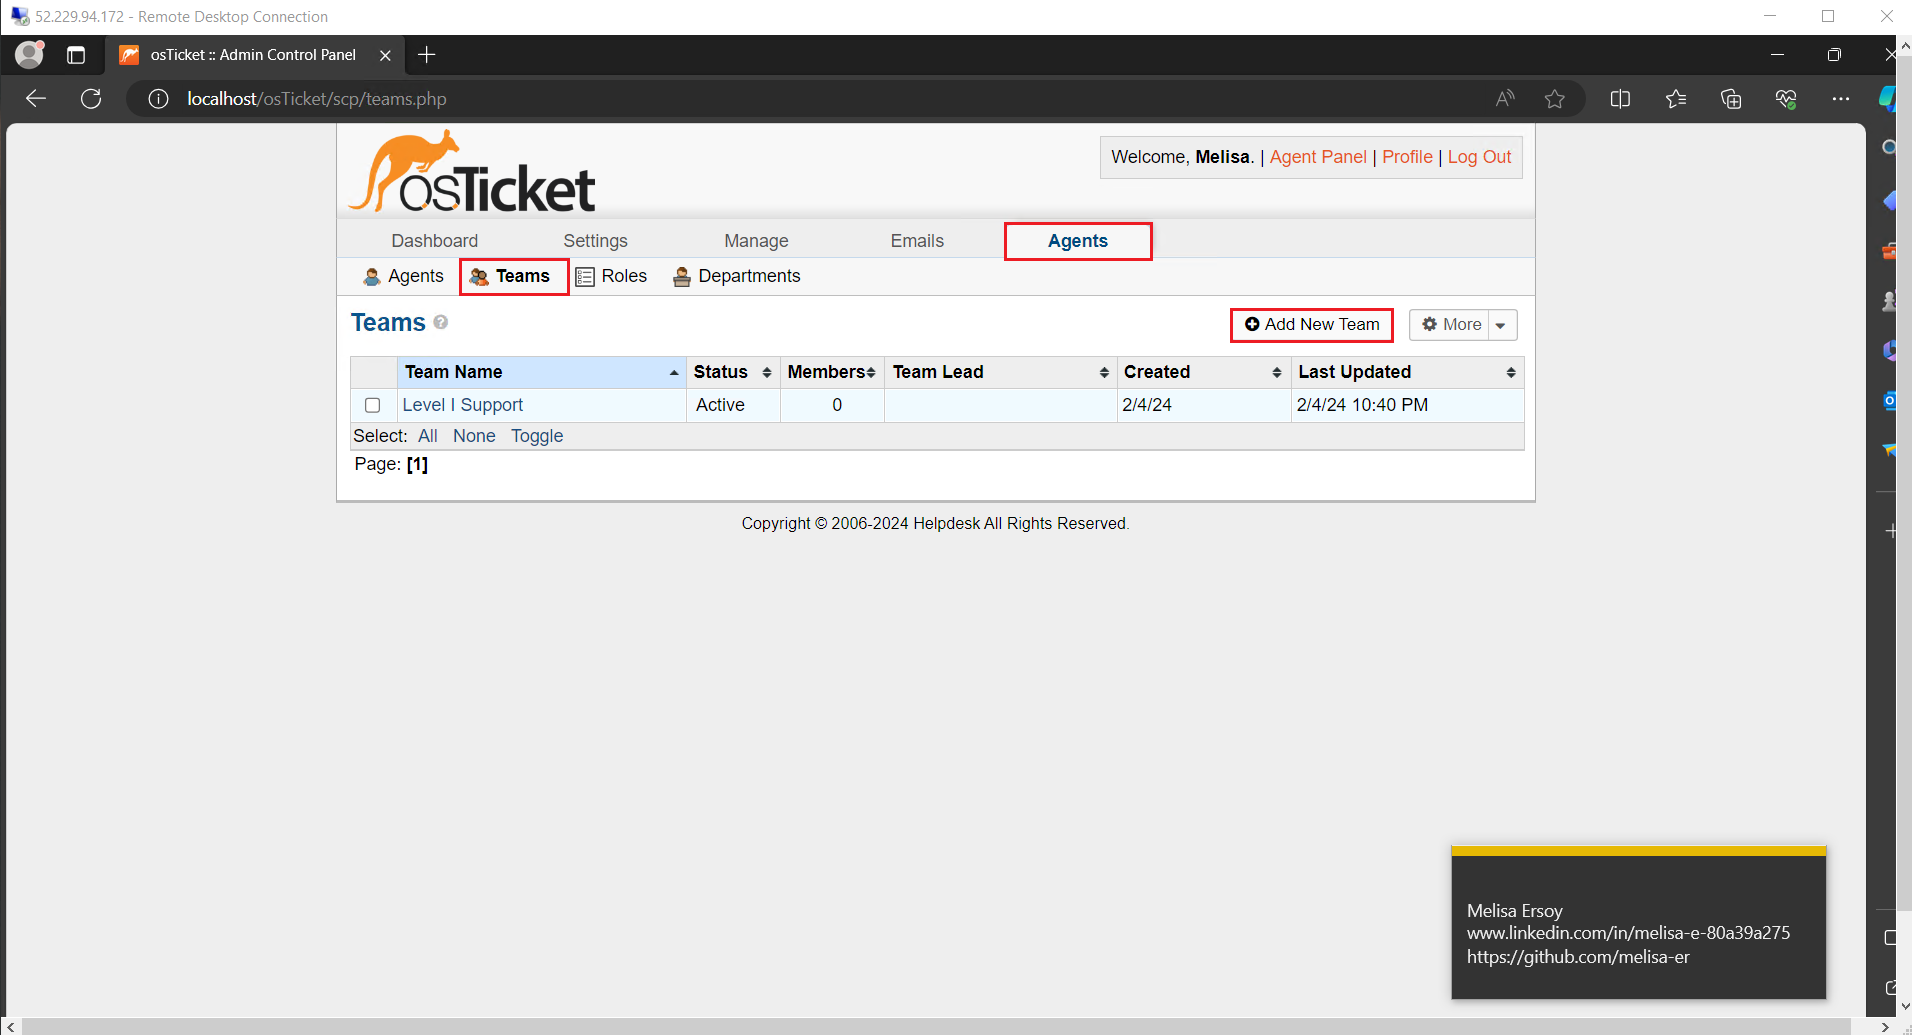 52.229.94.172 - Remote Desktop Connection
osTicket :: Admin Control Panel
localhost/osTicket/scp/teams.php
osTicket
Welcome, Melisa. | Agent Panel | Profile | Log Out
Dashboard Settings Manage Emails Agents
Agents Teams Roles Departments
Teams
Add New Team More
Team Name Status Members Team Lead Created Last Updated
Level I Support Active 0 2/4/24 2/4/24 10:40 PM
Select: All None Toggle
Page: [1]
Copyright © 2006-2024 Helpdesk All Rights Reserved.
Melisa Ersoy
www.linkedin.com/in/melisa-e-80a39a275
https://github.com/melisa-er